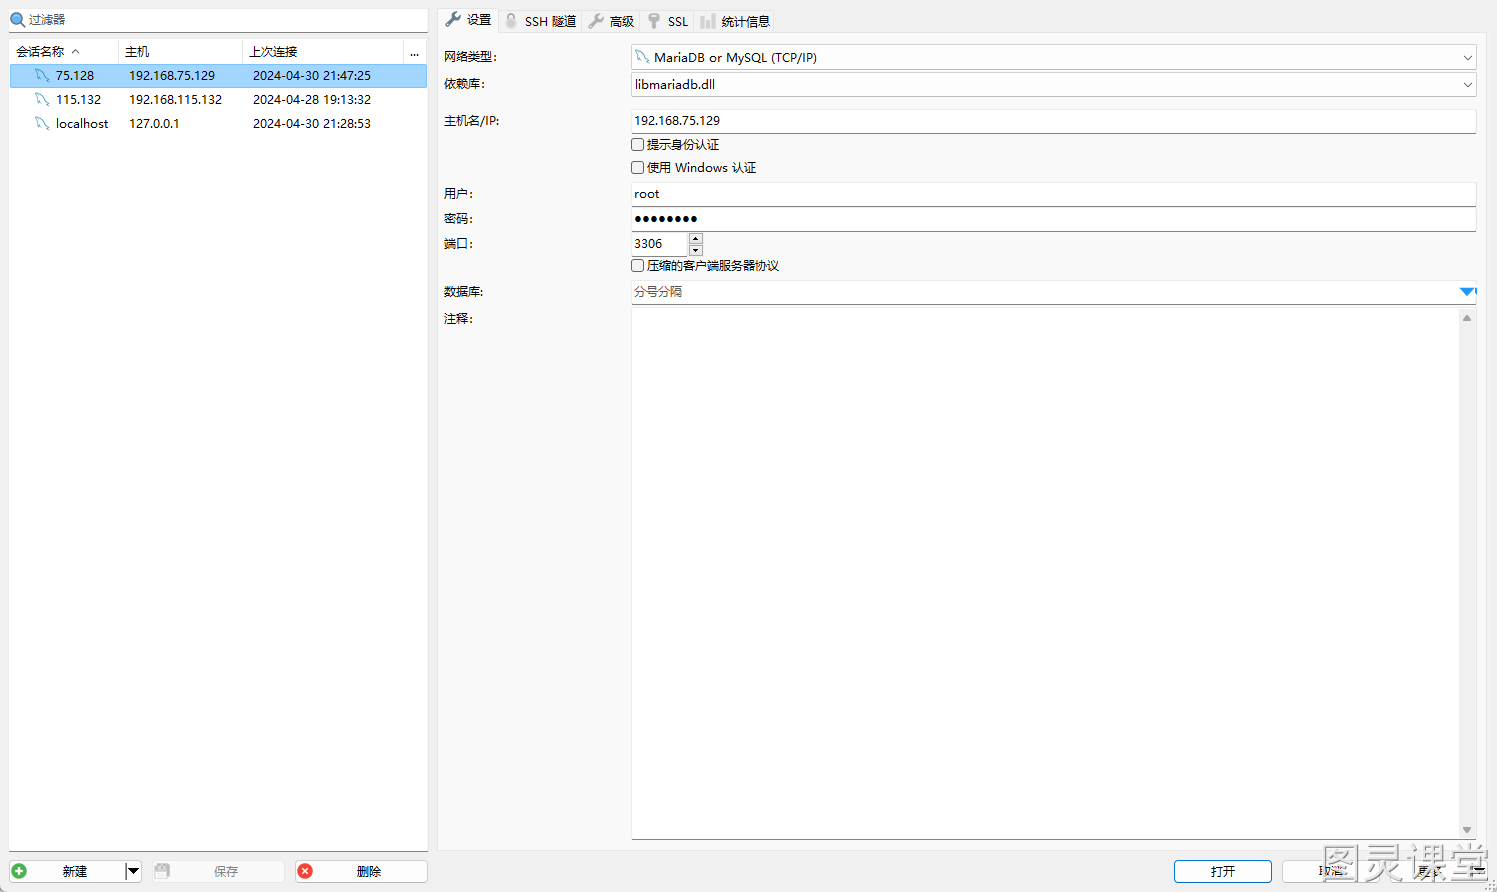 过滤器
会话名称 主机 上次连接 ...
75.128 192.168.75.129 2024-04-30 21:47:25
115.132 192.168.115.132 2024-04-28 19:13:32
localhost 127.0.0.1 2024-04-30 21:28:53
新建 保存 删除
设置 SSH 隧道 高级 SSL 统计信息
网络类型: MariaDB or MySQL (TCP/IP)
依赖库: libmariadb.dll
主机名/IP: 192.168.75.129
提示身份认证
使用 Windows 认证
用户: root
密码: ●●●●●●●●
端口: 3306
压缩的客户端服务器协议
数据库: 分号分隔
注释:
打开 取消 更多
图灵课堂